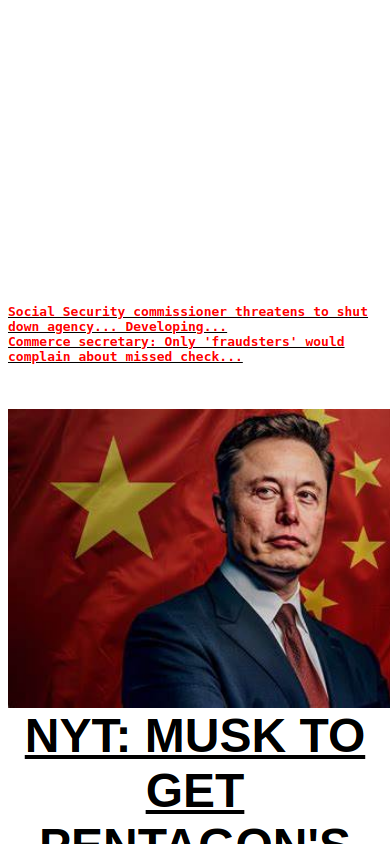 Social Security commissioner threatens to shut
down agency... Developing...
Commerce secretary: Only 'fraudsters' would
complain about missed check...
NYT: MUSK TO
GET
PENTAGON'S